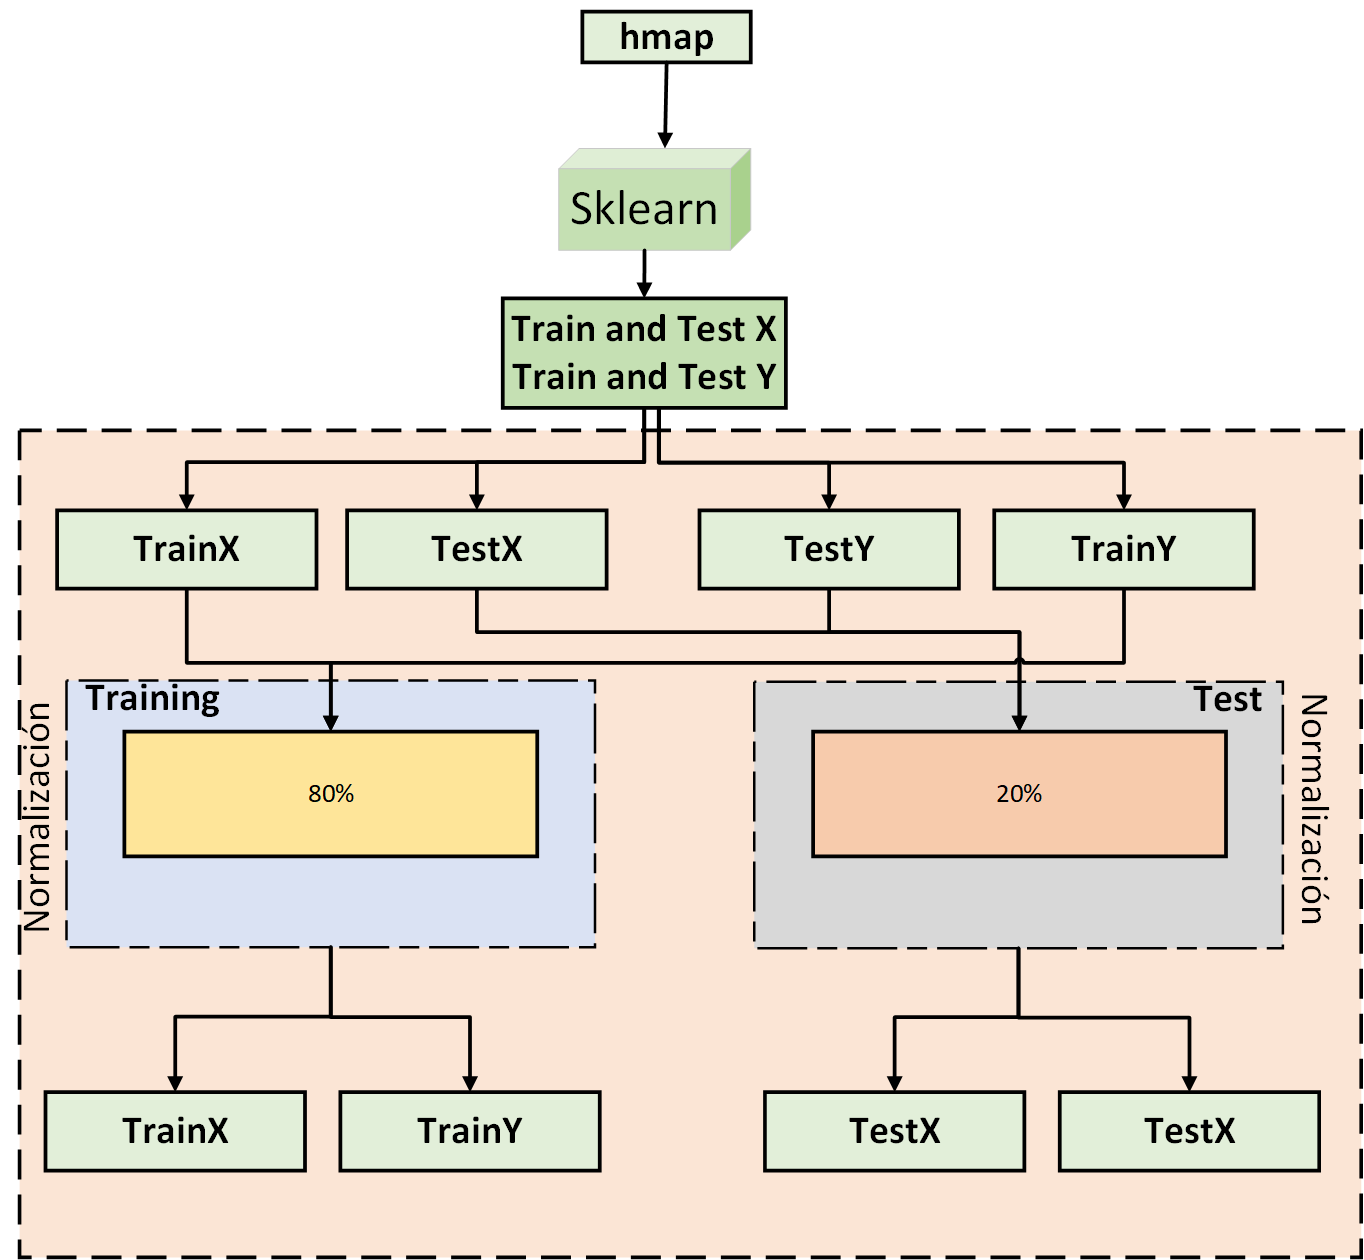 hmap
Sklearn
Train and Test X
Train and Test Y
TrainX
TestX
TestY
TrainY
Training
Test
Normalización
80%
20%
Normalización
TrainX
TrainY
TestX
TestX